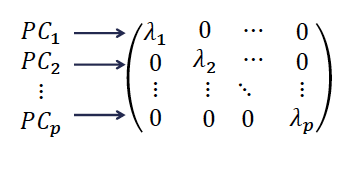 PC₁ → λ₁ 0 ⋯ 0
PC₂ → 0 λ₂ ⋯ 0
⋮ ⋮ ⋮ ⋱ ⋮
PCₚ → 0 0 0 λₚ